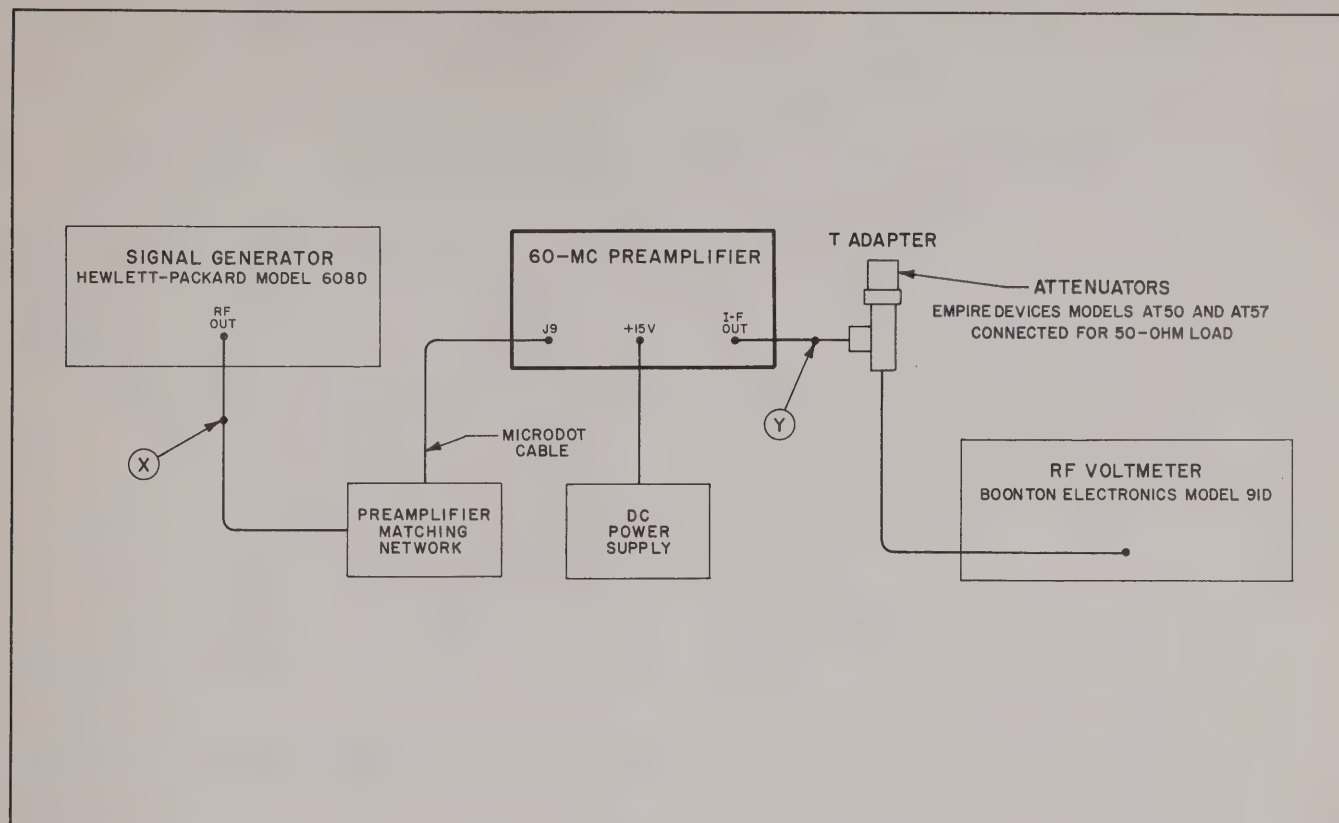 SIGNAL GENERATOR
HEWLETT-PACKARD MODEL 608D
RF
OUT
X
MICRODOT
CABLE
PREAMPLIFIER
MATCHING
NETWORK
60-MC PREAMPLIFIER
J9
+15V
I-F
OUT
DC
POWER
SUPPLY
Y
T ADAPTER
ATTENUATORS
EMPIRE DEVICES MODELS AT50 AND AT57
CONNECTED FOR 50-OHM LOAD
RF VOLTMETER
BOONTON ELECTRONICS MODEL 91D